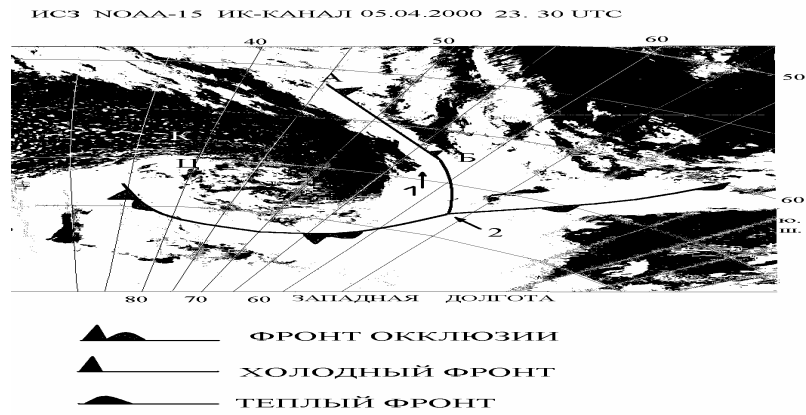 ИСЗ NOAA-15 ИК-КАНАЛ 05.04.2000 23. 30 UTC
40 50 60
50
А
К
Б
Ц
1
60
ю.
ш.
2
80 70 60 ЗАПАДНАЯ ДОЛГОТА
ФРОНТ ОККЛЮЗИИ
ХОЛОДНЫЙ ФРОНТ
ТЕПЛЫЙ ФРОНТ